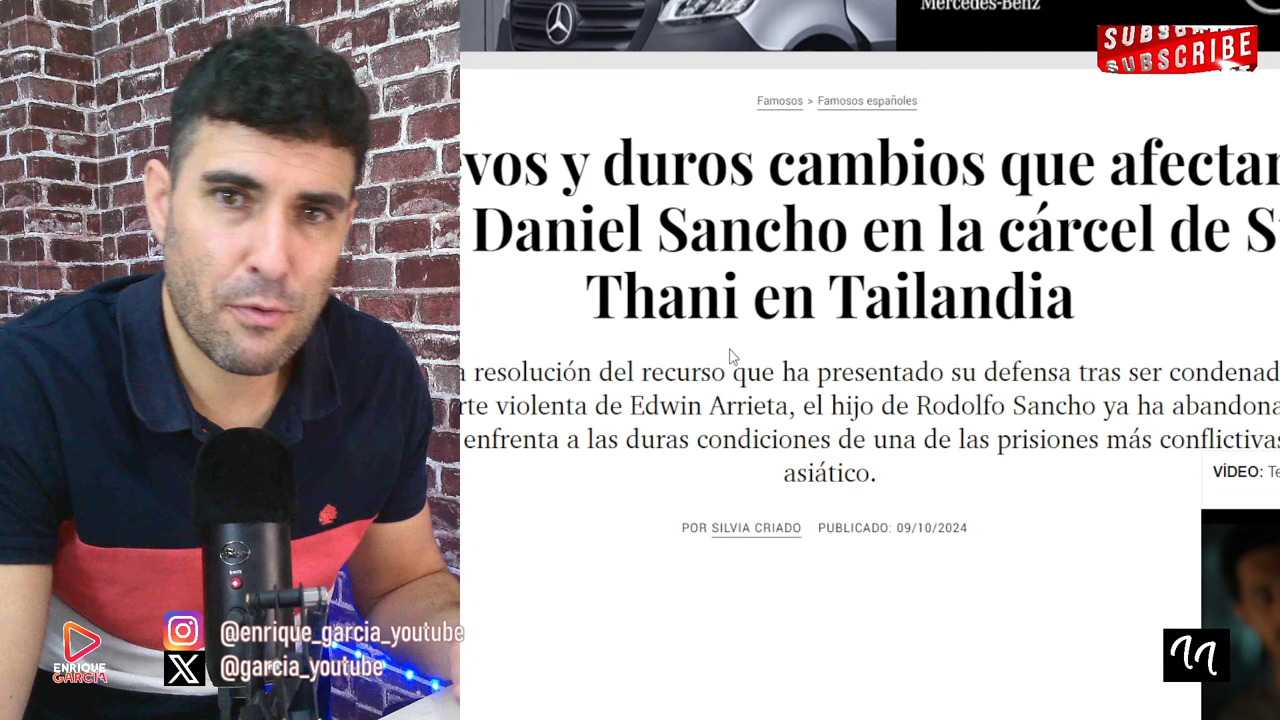 Mercedes-Benz
SUBSCRIBE
SUBSCRIBE
Famosos > Famosos españoles
vos y duros cambios que afectar
Daniel Sancho en la cárcel de S
Thani en Tailandia
a resolución del recurso que ha presentado su defensa tras ser condenad
rte violenta de Edwin Arrieta, el hijo de Rodolfo Sancho ya ha abandona
enfrenta a las duras condiciones de una de las prisiones más conflictivas
asiático.
VÍDEO: Te
POR SILVIA CRIADO PUBLICADO: 09/10/2024
@enrique_garcia_youtube
@garcia_youtube
ENRIQUE
GARCIA